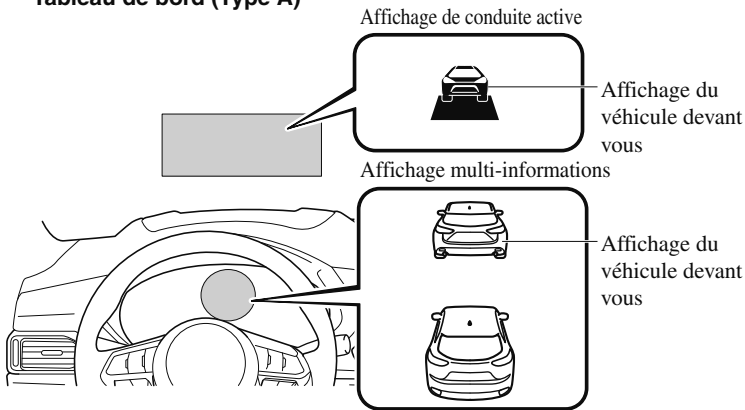 Tableau de bord (Type A)
Affichage de conduite active
Affichage du
véhicule devant
vous
Affichage multi-informations
Affichage du
véhicule devant
vous